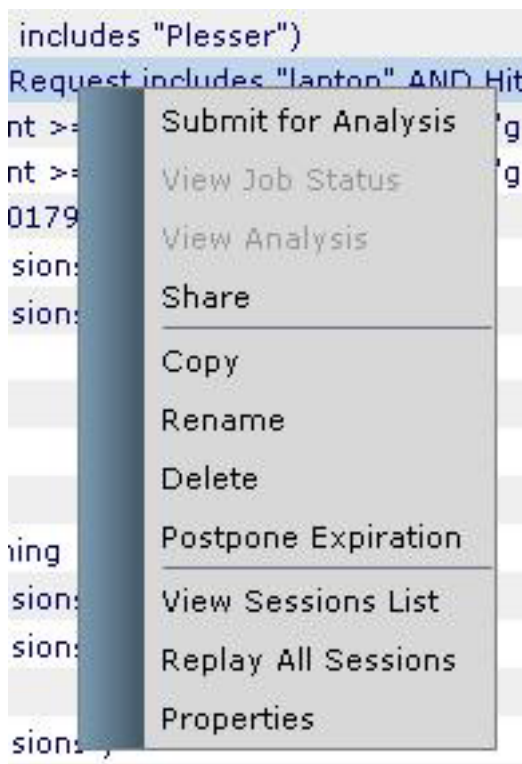 includes "Plesser")
Request includes "lanton" AND Hit
nt >=
Submit for Analysis
'g
nt >=
View Job Status
'g
0179
View Analysis
sions
Share
sions
Copy
Rename
Delete
ning
Postpone Expiration
sions
View Sessions List
sions
Replay All Sessions
Properties
sions